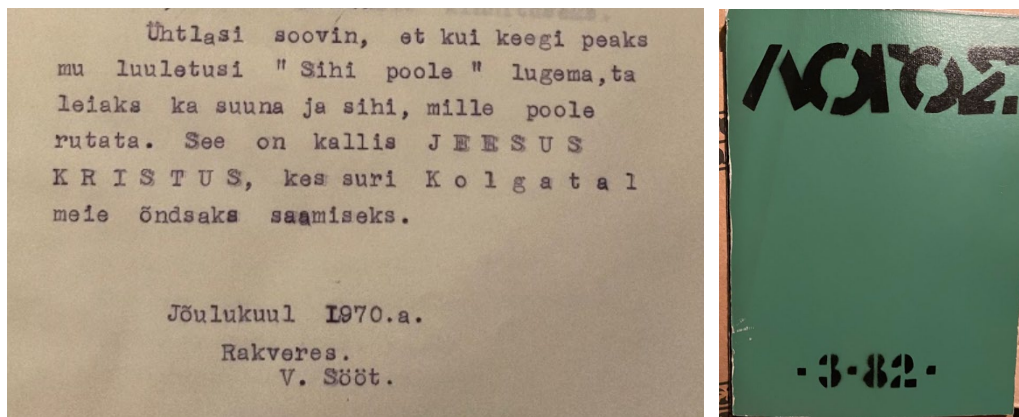 Ühtlasi soovin, et kui keegi peaks
mu luuletusi " Sihi poole " lugema,ta
leiaks ka suuna ja sihi, mille poole
rutata. See on kallis J E E S U S
K R I S T U S, kes suri K o l g a t a l
meie õndsaks saamiseks.
Jõulukuul 1970.a.
Rakveres.
V. Sööt.
ΛΟΓΟΣ
·3·82·